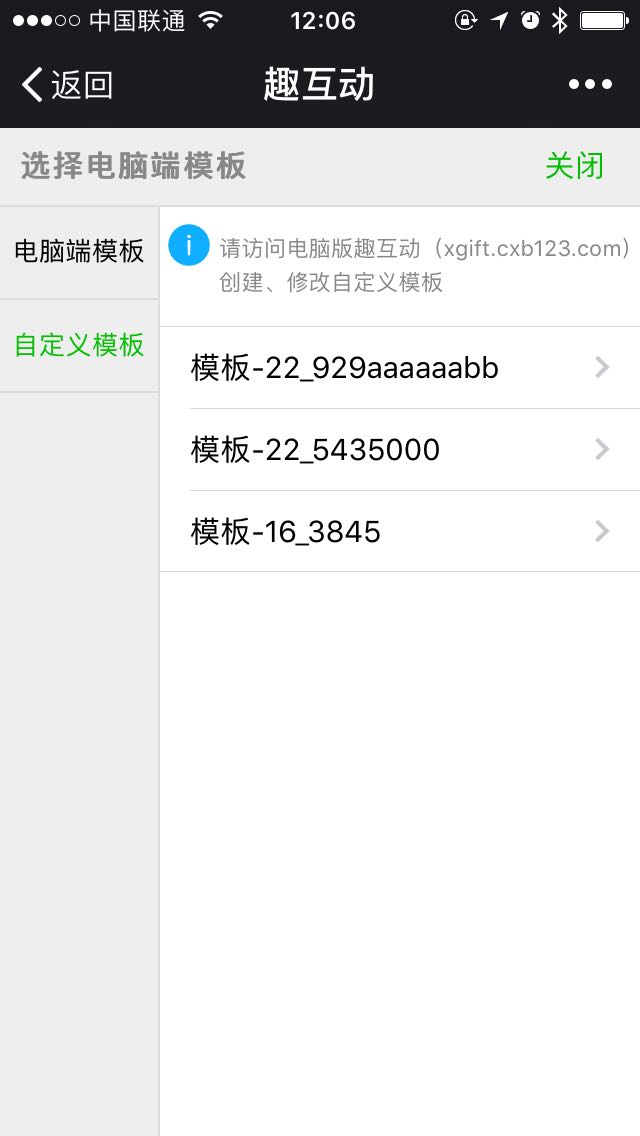 中国联通 12:06
返回 趣互动
选择电脑端模板 关闭
电脑端模板
自定义模板
请访问电脑版趣互动（xgift.cxb123.com）
创建、修改自定义模板
模板-22_929aaaaaabb
模板-22_5435000
模板-16_3845